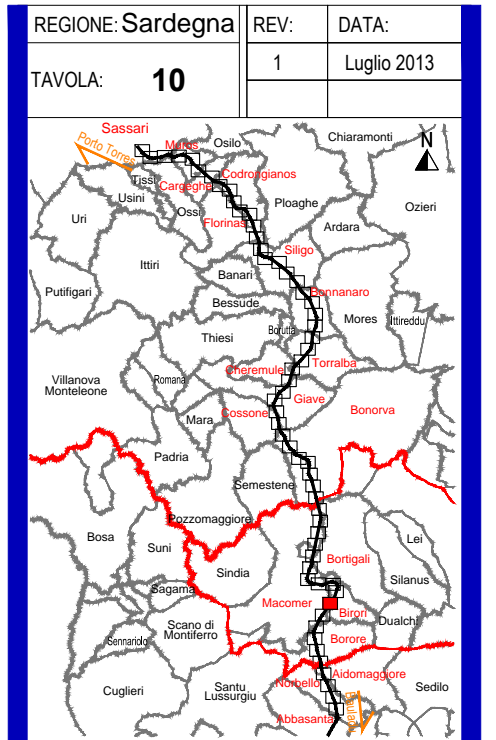 REGIONE: Sardegna
REV:
DATA:
TAVOLA: 10
1
Luglio 2013
Sassari
Porto Torres
Muros
Osilo
Chiaramonti
N
Tissi
Cargeghe
Codrongianos
Usini
Ossi
Ploaghe
Ozieri
Uri
Florinas
Ardara
Siligo
Ittiri
Banari
Putifigari
Bessude
Bonnanaro
Thiesi
Borutta
Mores
Ittireddu
Cheremule
Torralba
Villanova
Monteleone
Romana
Giave
Cossone
Bonorva
Mara
Padria
Semestene
Pozzomaggiore
Bosa
Suni
Lei
Bortigali
Sindia
Silanus
Sagama
Macomer
Birori
Dualchi
Scano di
Montiferro
Sennariolo
Borore
Aidomaggiore
Norbello
Cuglieri
Santu
Lussurgiu
Sedilo
Abbasanta